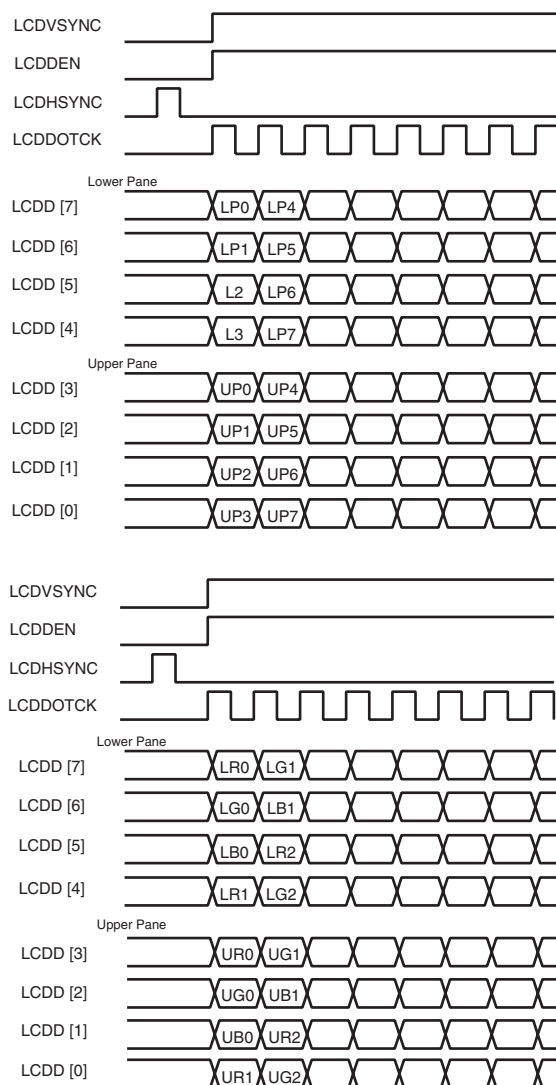 LCDVSYNC
LCDDEN
LCDHSYNC
LCDDOTCK
Lower Pane
LCDD [7] LP0 LP4
LCDD [6] LP1 LP5
LCDD [5] L2 LP6
LCDD [4] L3 LP7
Upper Pane
LCDD [3] UP0 UP4
LCDD [2] UP1 UP5
LCDD [1] UP2 UP6
LCDD [0] UP3 UP7
LCDVSYNC
LCDDEN
LCDHSYNC
LCDDOTCK
Lower Pane
LCDD [7] LR0 LG1
LCDD [6] LG0 LB1
LCDD [5] LB0 LR2
LCDD [4] LR1 LG2
Upper Pane
LCDD [3] UR0 UG1
LCDD [2] UG0 UB1
LCDD [1] UB0 UR2
LCDD [0] UR1 UG2